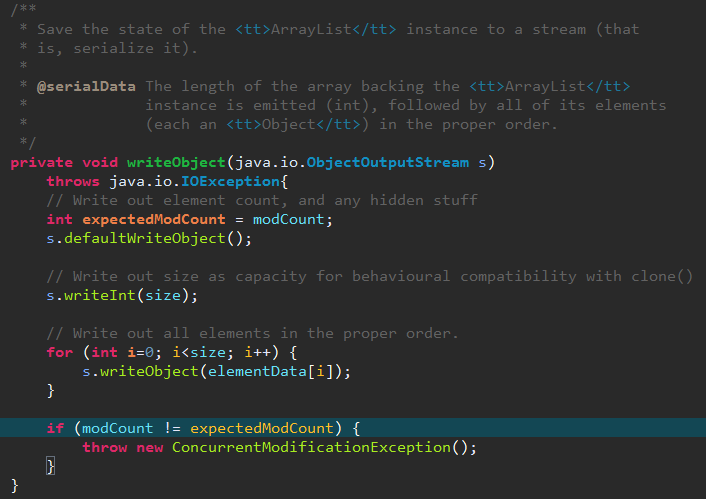 /**
 * Save the state of the <tt>ArrayList</tt> instance to a stream (that
 * is, serialize it).
 *
 * @serialData The length of the array backing the <tt>ArrayList</tt>
 *             instance is emitted (int), followed by all of its elements
 *             (each an <tt>Object</tt>) in the proper order.
 */
private void writeObject(java.io.ObjectOutputStream s)
    throws java.io.IOException{
    // Write out element count, and any hidden stuff
    int expectedModCount = modCount;
    s.defaultWriteObject();

    // Write out size as capacity for behavioural compatibility with clone()
    s.writeInt(size);

    // Write out all elements in the proper order.
    for (int i=0; i<size; i++) {
        s.writeObject(elementData[i]);
    }

    if (modCount != expectedModCount) {
        throw new ConcurrentModificationException();
    }
}